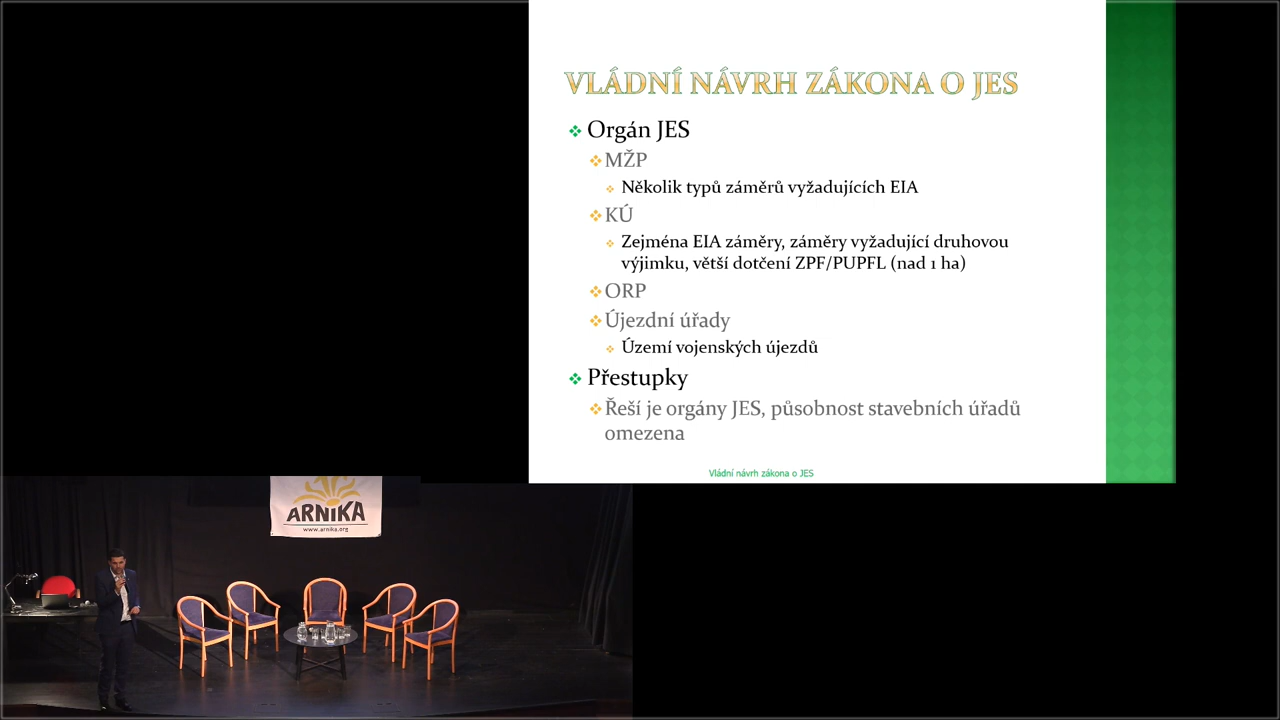 VLÁDNÍ NÁVRH ZÁKONA O JES
Orgán JES
MŽP
Několik typů záměrů vyžadujících EIA
KÚ
Zejména EIA záměry, záměry vyžadující druhovou
výjimku, větší dotčení ZPF/PUPFL (nad 1 ha)
ORP
Újezdní úřady
Území vojenských újezdů
Přestupky
Řeší je orgány JES, působnost stavebních úřadů
omezena
Vládní návrh zákona o JES
ARNIKA
www.arnika.org